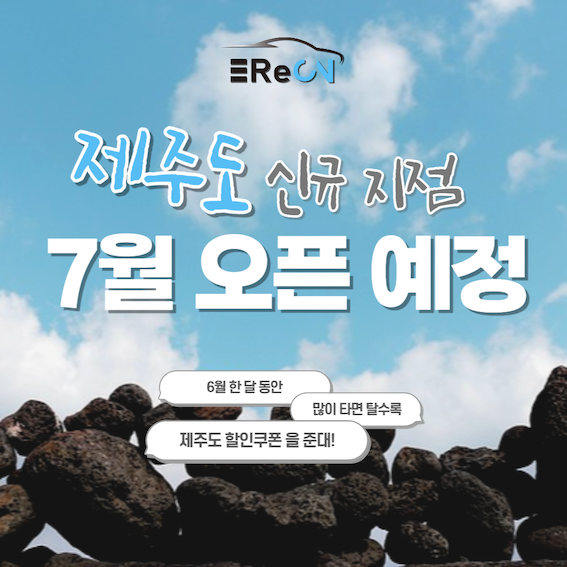 EReON
제주도 신규 지점
7월 오픈 예정
6월 한 달 동안
많이 타면 탈수록
제주도 할인쿠폰 을 준대!